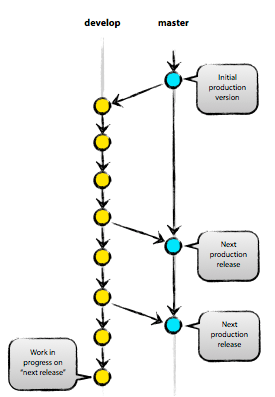 develop
master
Initial
production
version
Next
production
release
Next
production
release
Work in
progress on
“next release”